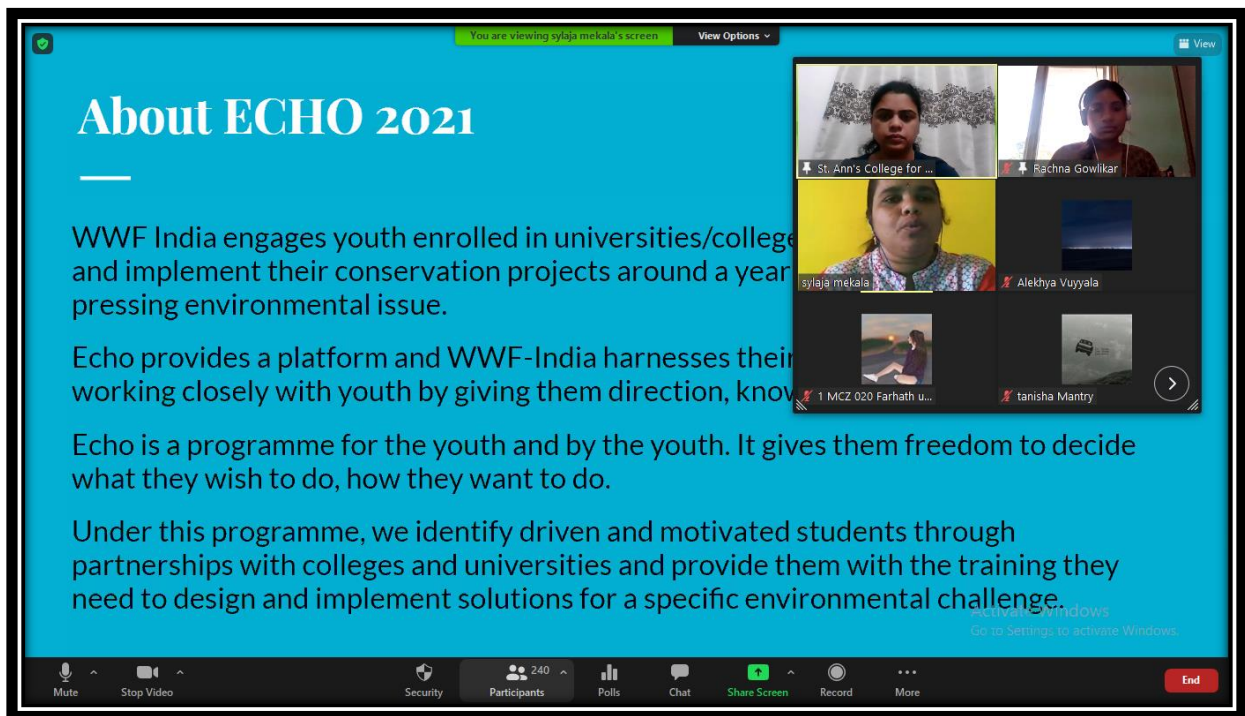 You are viewing sylaja mekala's screen
View Options
View
About ECHO 2021
WWF India engages youth enrolled in universities/college
and implement their conservation projects around a year
pressing environmental issue.
Echo provides a platform and WWF-India harnesses their
working closely with youth by giving them direction, know
Echo is a programme for the youth and by the youth. It gives them freedom to decide
what they wish to do, how they want to do.
Under this programme, we identify driven and motivated students through
partnerships with colleges and universities and provide them with the training they
need to design and implement solutions for a specific environmental challenge.
St. Ann's College for ...
Rachna Gowlikar
sylaja mekala
Alekhya Vuyyala
1 MCZ 020 Farhath u...
tanisha Mantry
Activate Windows
Go to Settings to activate Windows.
Mute
Stop Video
Security
Participants
240
Polls
Chat
Share Screen
Record
More
End